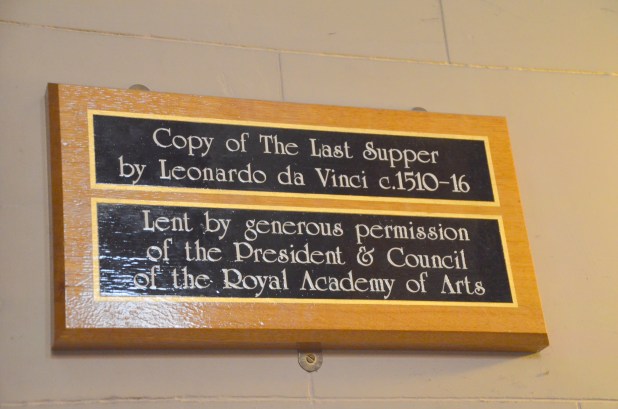 Copy of The Last Supper
by Leonardo da Vinci c.1510-16
Lent by generous permission
of the President & Council
of the Royal Academy of Arts